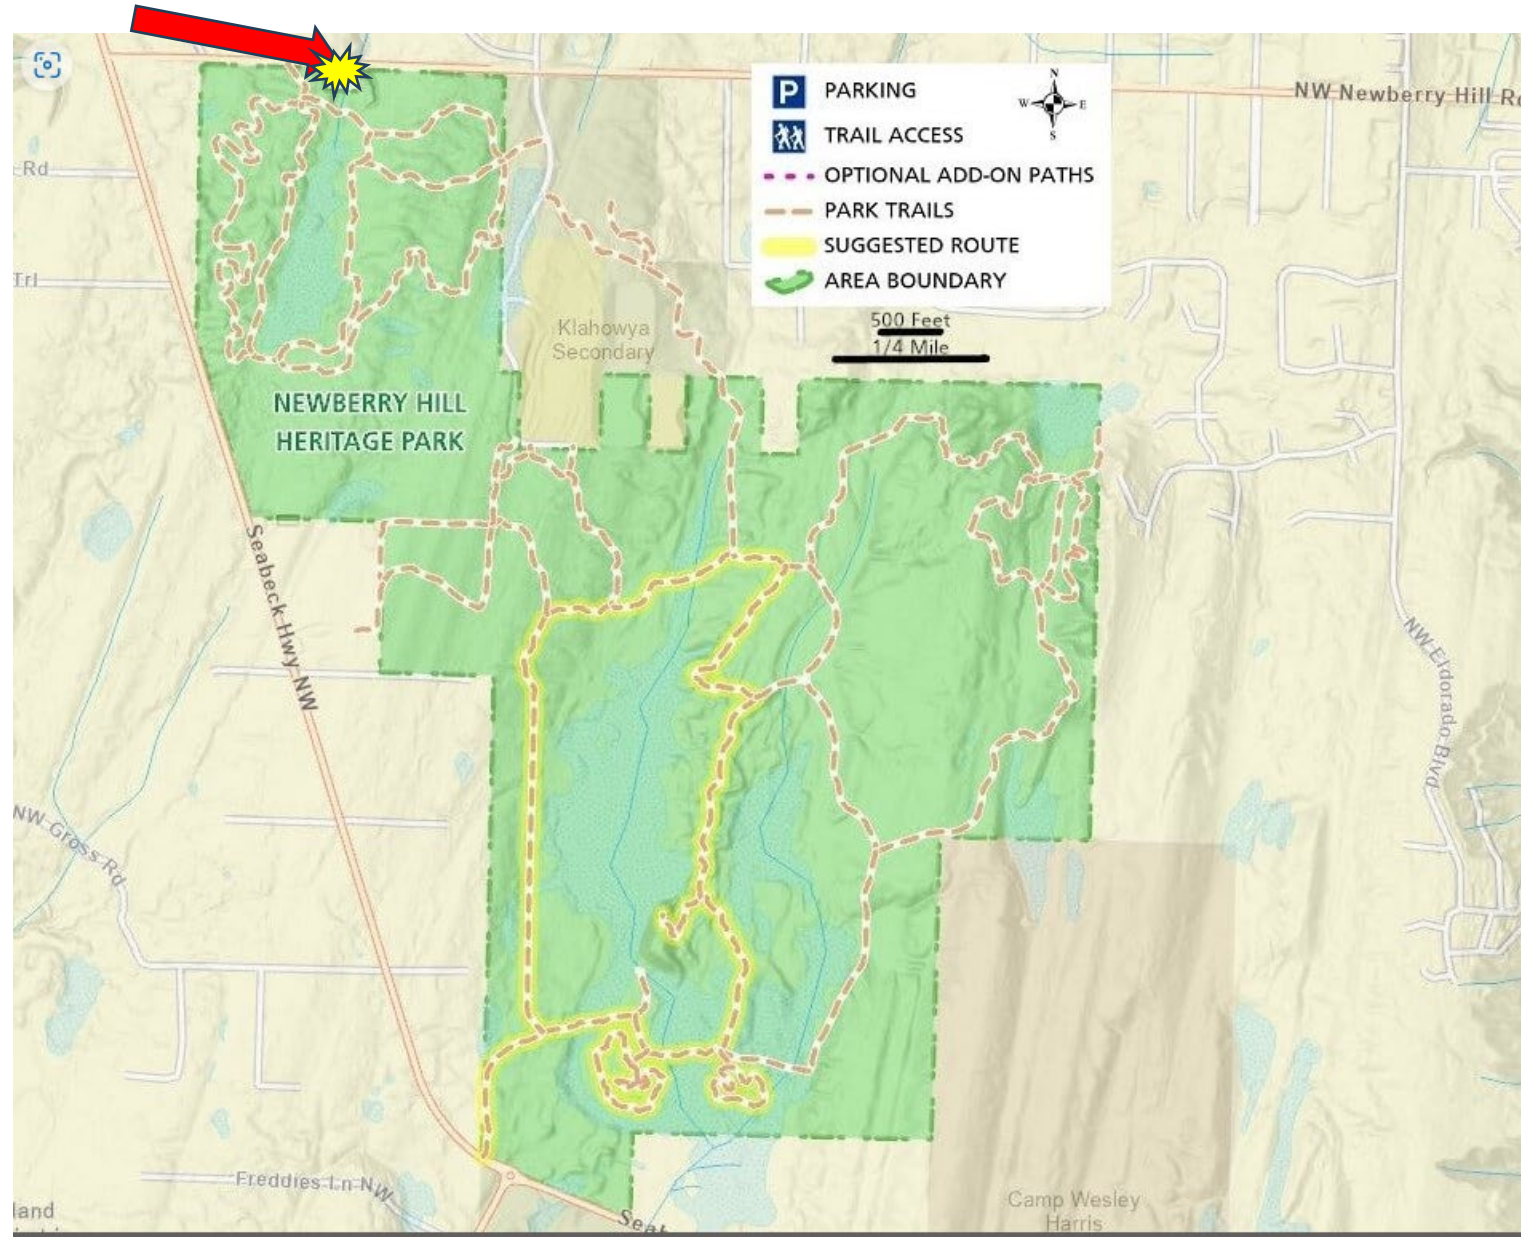 N
W E
S
P PARKING
TRAIL ACCESS
OPTIONAL ADD-ON PATHS
PARK TRAILS
SUGGESTED ROUTE
AREA BOUNDARY
NW Newberry Hill Rd
Rd
Trl
500 Feet
1/4 Mile
Klahowya
Secondary
NEWBERRY HILL
HERITAGE PARK
Seabeck Hwy NW
NW Eldorado Blvd
NW Gross Rd
Freddies Ln NW
Camp Wesley
Harris
land
Seab